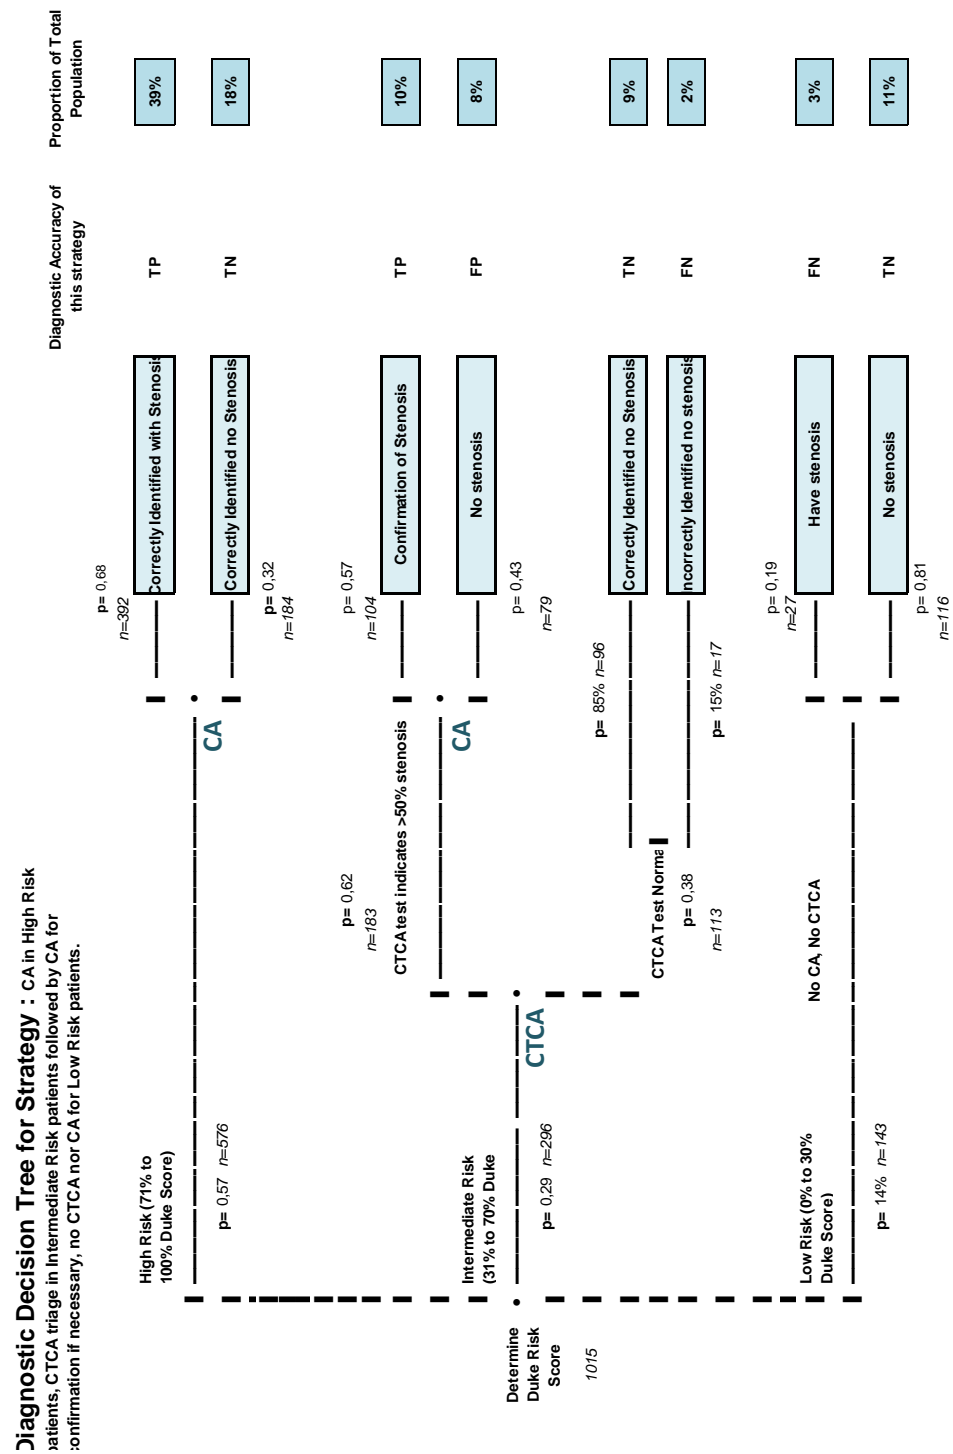 Diagnostic Decision Tree for Strategy : CA in High Risk
patients, CTCA triage in Intermediate Risk patients followed by CA for
confirmation if necessary, no CTCA nor CA for Low Risk patients.
Diagnostic Accuracy of
this strategy
Proportion of Total
Population
Determine
Duke Risk
Score
1015
High Risk (71% to
100% Duke Score)
p= 0,57 n=576
CA
p= 0,68
n=392
Correctly Identified with Stenosis
TP
39%
Correctly Identified no Stenosis
TN
18%
p= 0,32
n=184
Intermediate Risk
(31% to 70% Duke
p= 0,29 n=296
CTCA
p= 0,62
n=183
CTCA test indicates >50% stenosis
CA
p= 0,57
n=104
Confirmation of Stenosis
TP
10%
No stenosis
FP
8%
p= 0,43
n=79
CTCA Test Norma
p= 0,38
n=113
p= 85% n=96
Correctly Identified no Stenosis
TN
9%
ncorrectly Identified no stenosis
FN
2%
p= 15% n=17
Low Risk (0% to 30%
Duke Score)
p= 14% n=143
No CA, No CTCA
p= 0,19
n=27
Have stenosis
FN
3%
No stenosis
TN
11%
p= 0,81
n=116